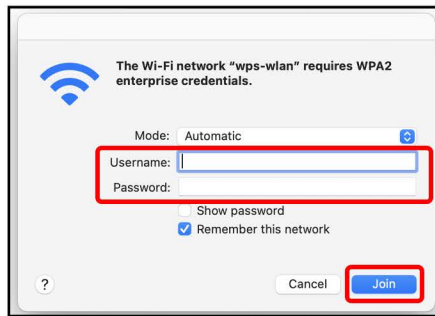 The Wi-Fi network “wps-wlan” requires WPA2
enterprise credentials.
Mode: Automatic
Username:
Password:
Show password
Remember this network
? Cancel Join